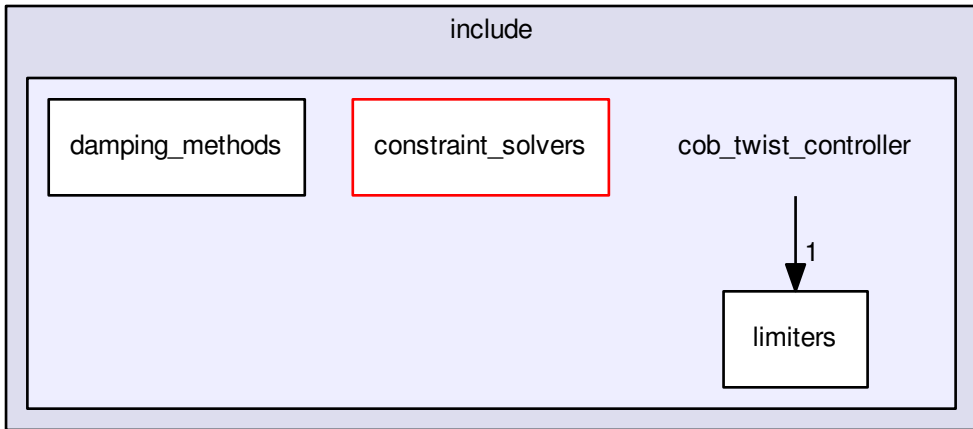 include
damping_methods
constraint_solvers
cob_twist_controller
1
limiters